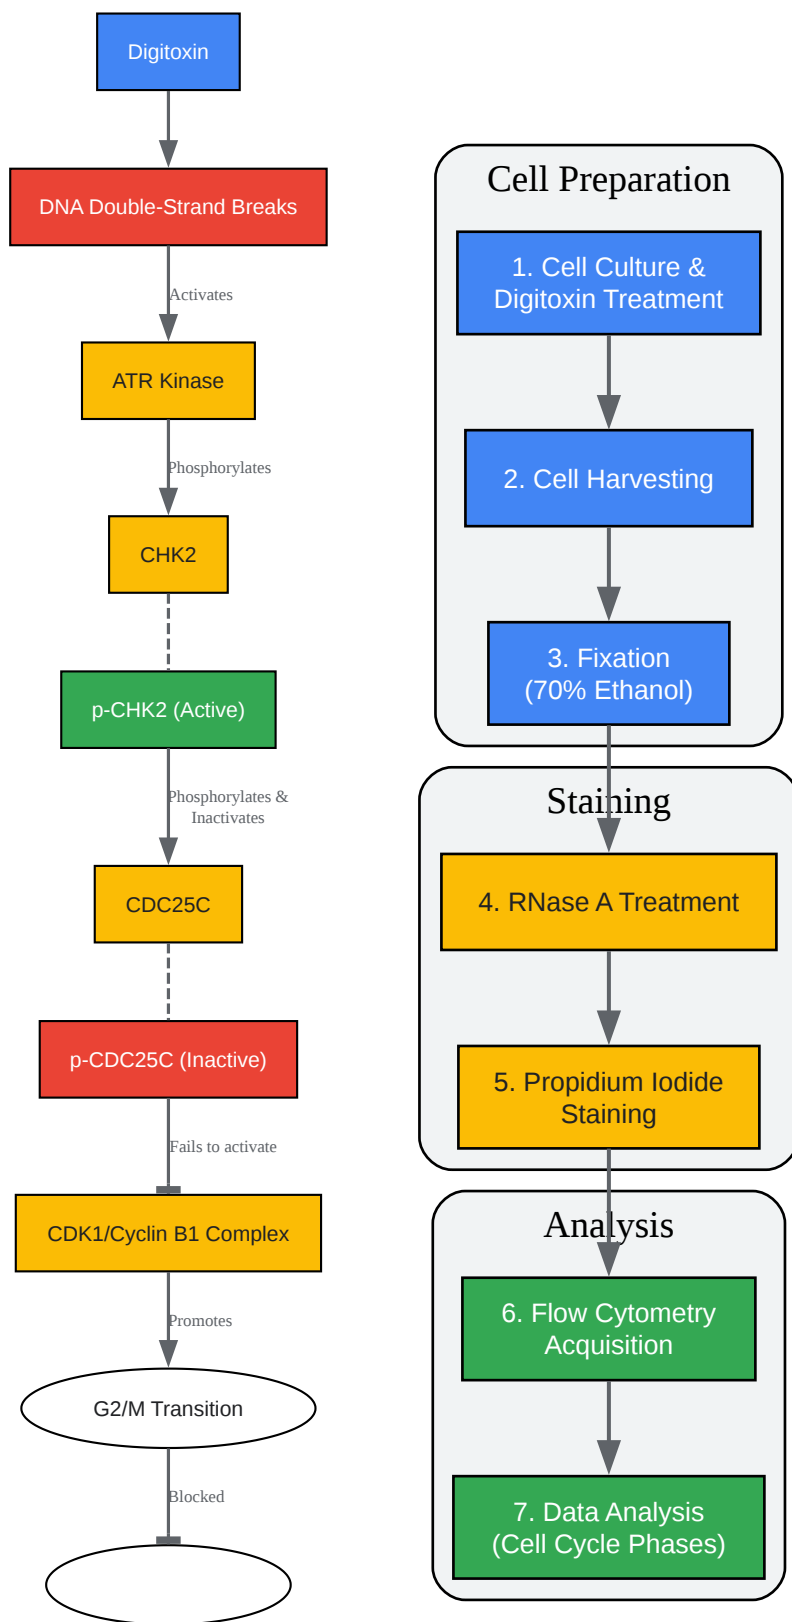 Digitoxin
DNA Double-Strand Breaks
Activates
ATR Kinase
Phosphorylates
CHK2
p-CHK2 (Active)
Phosphorylates &
Inactivates
CDC25C
p-CDC25C (Inactive)
Fails to activate
CDK1/Cyclin B1 Complex
Promotes
G2/M Transition
Blocked
Cell Preparation
1. Cell Culture &
Digitoxin Treatment
2. Cell Harvesting
3. Fixation
(70% Ethanol)
Staining
4. RNase A Treatment
5. Propidium Iodide
Staining
Analysis
6. Flow Cytometry
Acquisition
7. Data Analysis
(Cell Cycle Phases)